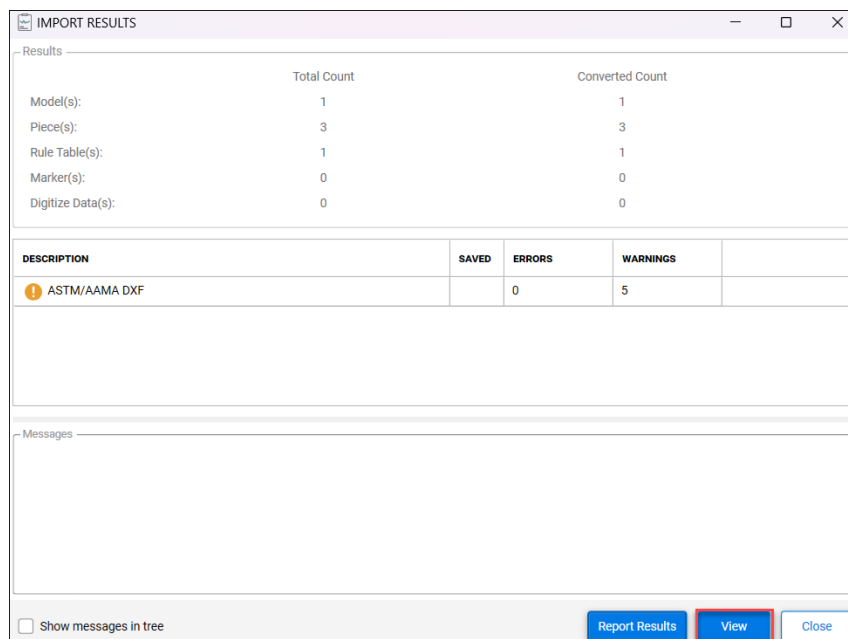 IMPORT RESULTS
Results
Total Count Converted Count
Model(s): 1 1
Piece(s): 3 3
Rule Table(s): 1 1
Marker(s): 0 0
Digitize Data(s): 0 0
DESCRIPTION SAVED ERRORS WARNINGS
ASTM/AAMA DXF 0 5
Messages
Show messages in tree Report Results View Close